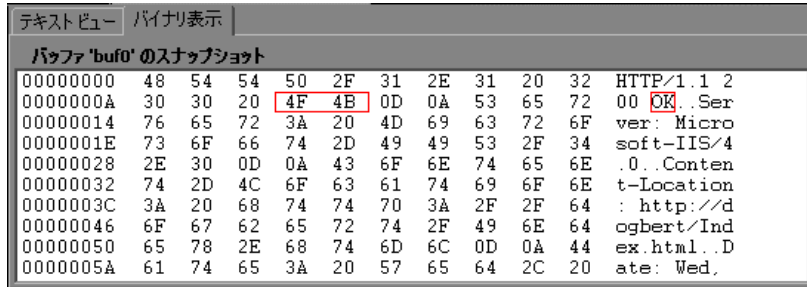 テキストビュー バイナリ表示
バッファ 'buf0' のスナップショット
00000000 48 54 54 50 2F 31 2E 31 20 32 HTTP/1.1 2
0000000A 30 30 20 4F 4B 0D 0A 53 65 72 00 OK..Ser
00000014 76 65 72 3A 20 4D 69 63 72 6F ver: Micro
0000001E 73 6F 66 74 2D 49 49 53 2F 34 soft-IIS/4
00000028 2E 30 0D 0A 43 6F 6E 74 65 6E .0..Conten
00000032 74 2D 4C 6F 63 61 74 69 6F 6E t-Location
0000003C 3A 20 68 74 74 70 3A 2F 2F 64 : http://d
00000046 6F 67 62 65 72 74 2F 49 6E 64 ogbert/Ind
00000050 65 78 2E 68 74 6D 6C 0D 0A 44 ex.html..D
0000005A 61 74 65 3A 20 57 65 64 2C 20 ate: Wed,